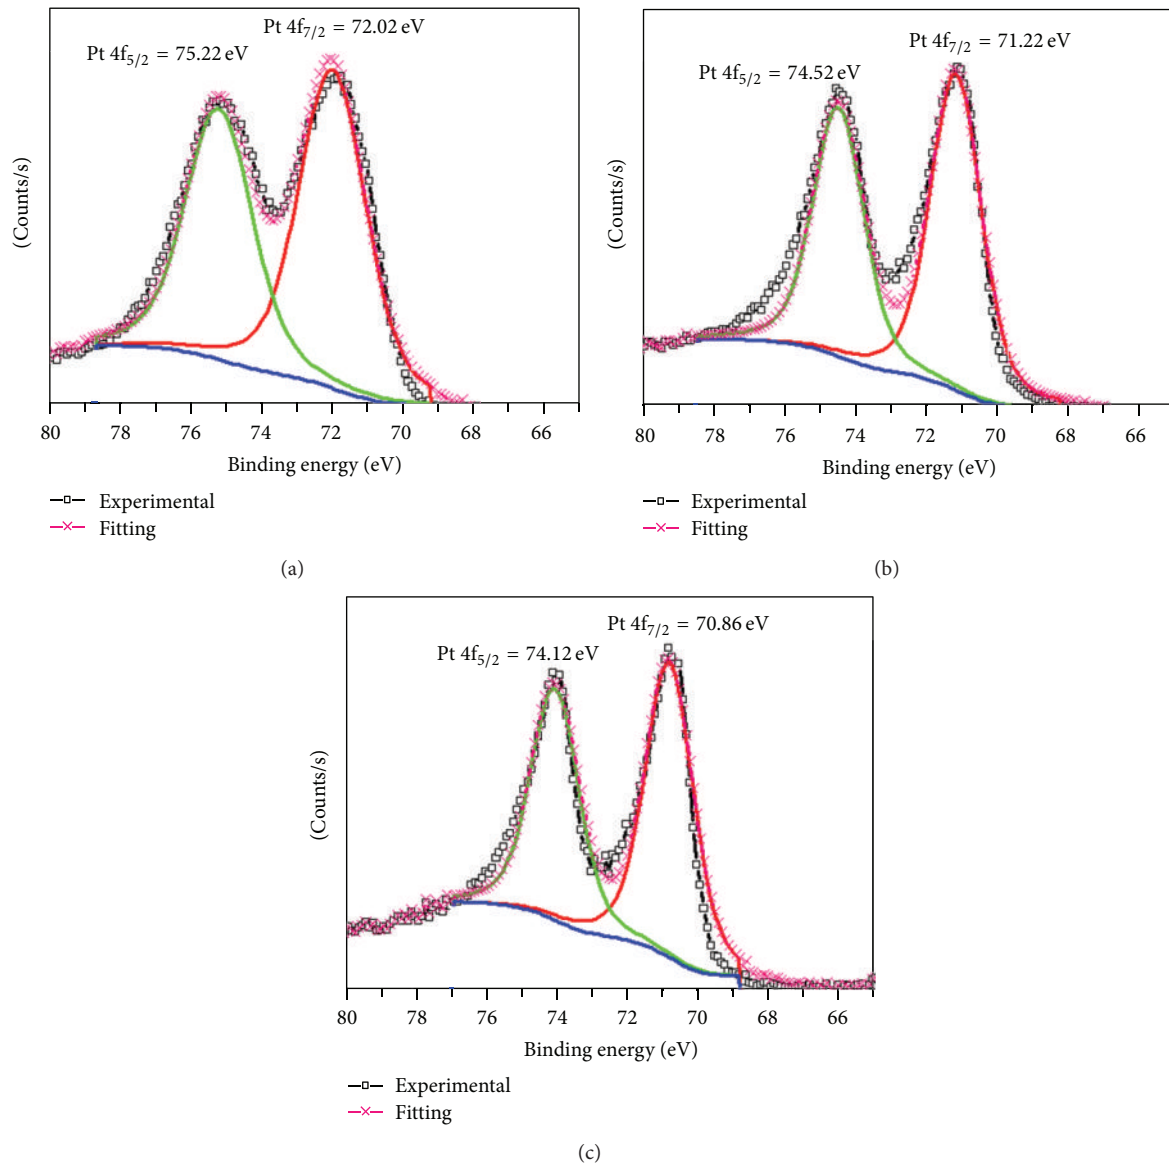 Pt 4f7/2 = 72.02 eV
Pt 4f5/2 = 75.22 eV
(Counts/s)
80 78 76 74 72 70 68 66
Binding energy (eV)
Experimental
Fitting
(a)
Pt 4f7/2 = 71.22 eV
Pt 4f5/2 = 74.52 eV
(Counts/s)
80 78 76 74 72 70 68 66
Binding energy (eV)
Experimental
Fitting
(b)
Pt 4f7/2 = 70.86 eV
Pt 4f5/2 = 74.12 eV
(Counts/s)
80 78 76 74 72 70 68 66
Binding energy (eV)
Experimental
Fitting
(c)